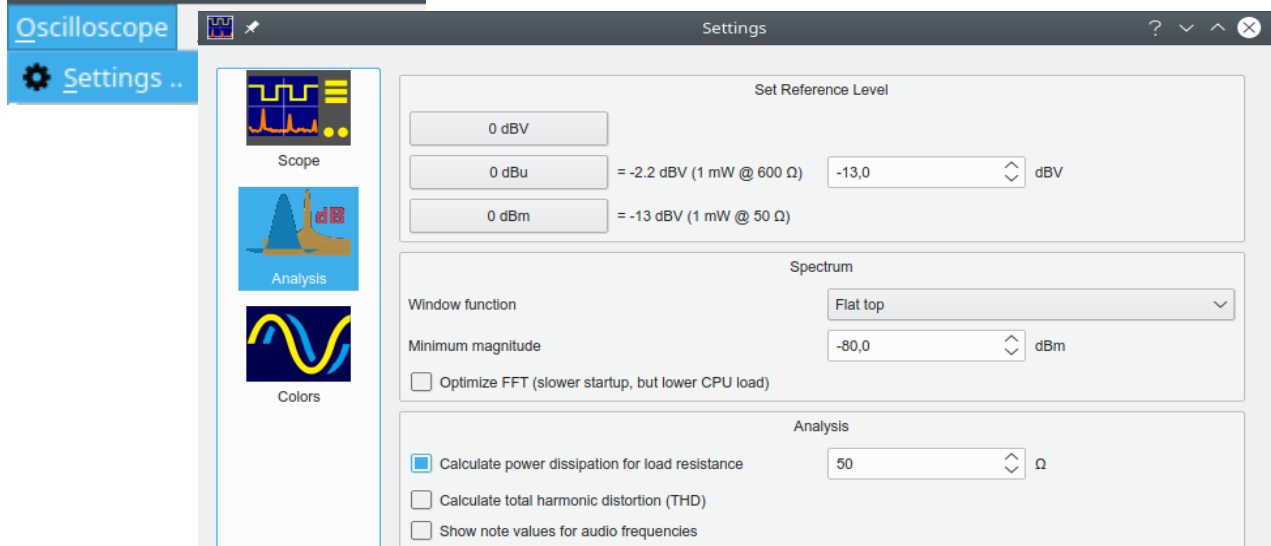 Oscilloscope
Settings ..
Settings
?
Scope
dB
Analysis
Colors
Set Reference Level
0 dBV
0 dBu = -2.2 dBV (1 mW @ 600 Ω) -13,0 dBV
0 dBm = -13 dBV (1 mW @ 50 Ω)
Spectrum
Window function Flat top
Minimum magnitude -80,0 dBm
Optimize FFT (slower startup, but lower CPU load)
Analysis
Calculate power dissipation for load resistance 50 Ω
Calculate total harmonic distortion (THD)
Show note values for audio frequencies